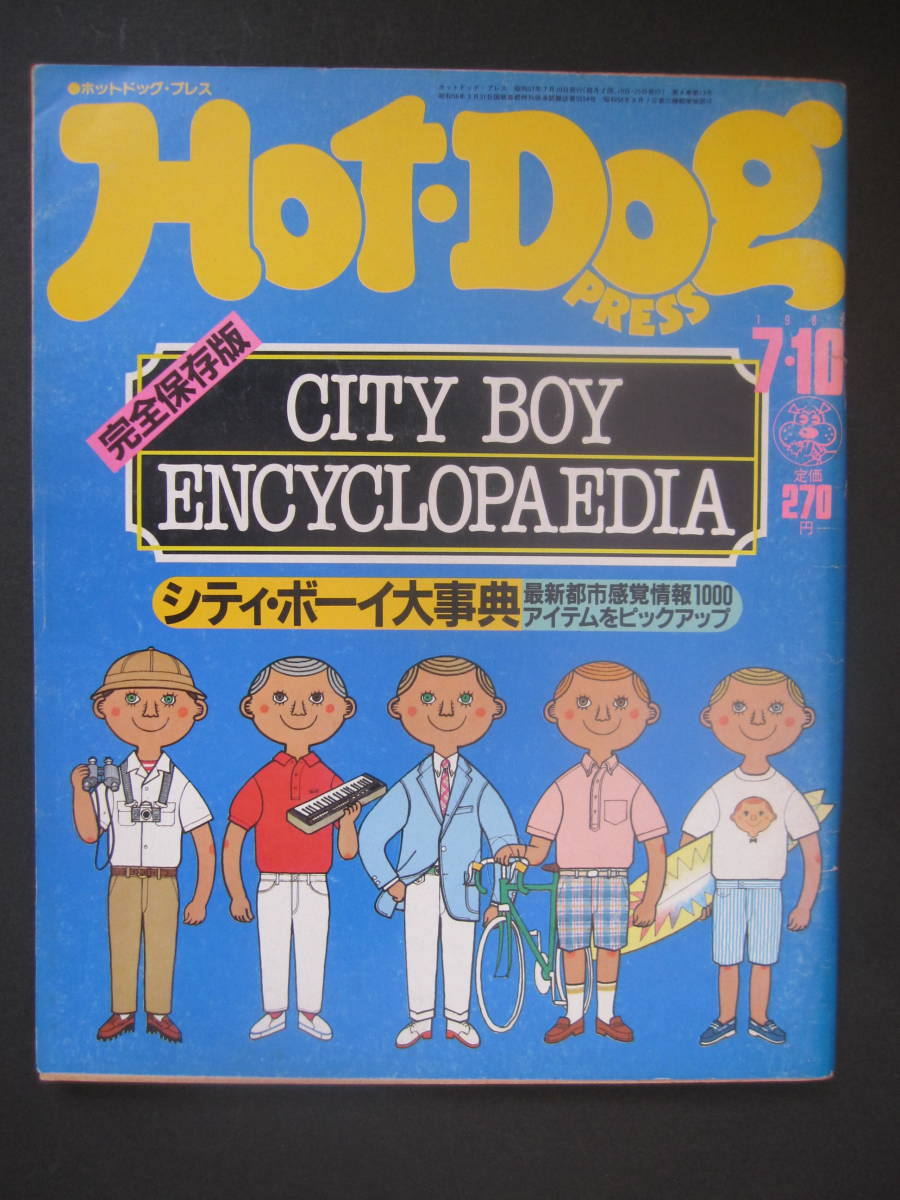 ●ホットドッグ・プレス
HOT・DOG
PRESS
7・10
定価
270
円
完全保存版
CITY BOY
ENCYCLOPAEDIA
シティ・ボーイ大事典
最新都市感覚情報1000
アイテムをピックアップ